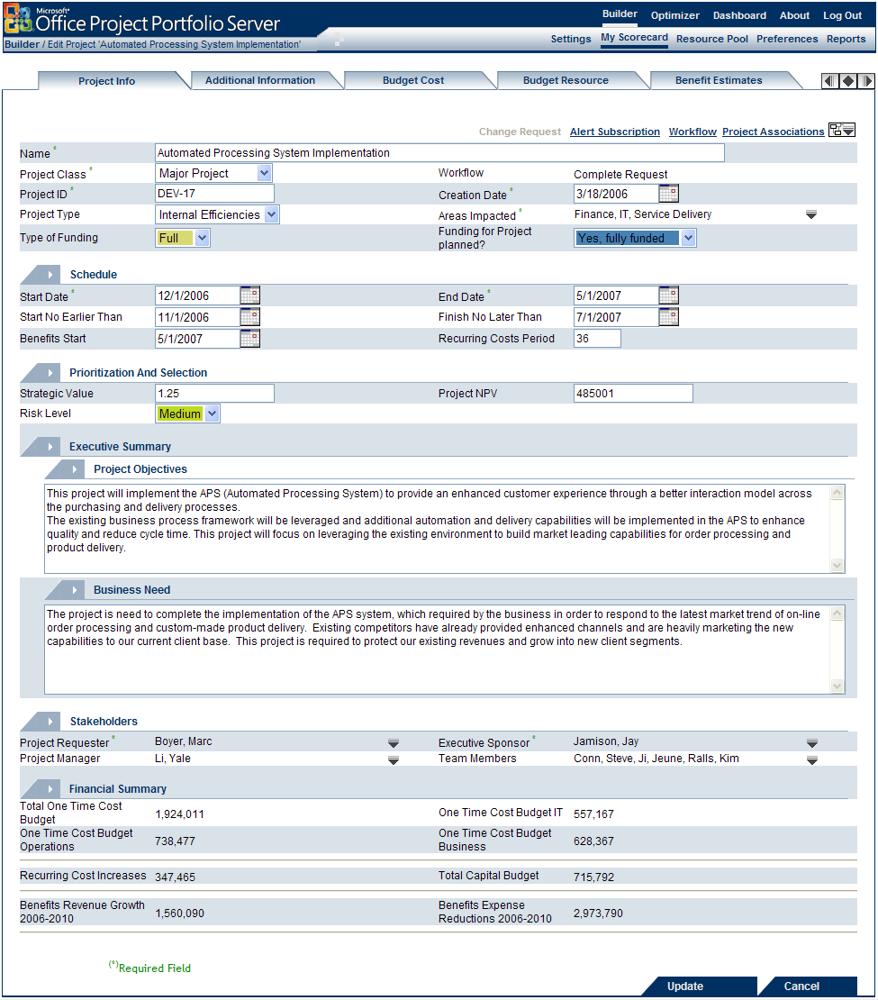 Microsoft®
Office Project Portfolio Server
Builder Optimizer Dashboard About Log Out
Builder / Edit Project 'Automated Processing System Implementation'
Settings My Scorecard Resource Pool Preferences Reports
Project Info Additional Information Budget Cost Budget Resource Benefit Estimates
Change Request Alert Subscription Workflow Project Associations
Name * Automated Processing System Implementation
Project Class * Major Project Workflow Complete Request
Project ID * DEV-17 Creation Date * 3/18/2006
Project Type Internal Efficiencies Areas Impacted * Finance, IT, Service Delivery
Type of Funding Full Funding for Project
planned? Yes, fully funded
Schedule
Start Date * 12/1/2006 End Date * 5/1/2007
Start No Earlier Than 11/1/2006 Finish No Later Than 7/1/2007
Benefits Start 5/1/2007 Recurring Costs Period 36
Prioritization And Selection
Strategic Value 1.25 Project NPV 485001
Risk Level Medium
Executive Summary
Project Objectives
This project will implement the APS (Automated Processing System) to provide an enhanced customer experience through a better interaction model across
the purchasing and delivery processes.
The existing business process framework will be leveraged and additional automation and delivery capabilities will be implemented in the APS to enhance
quality and reduce cycle time. This project will focus on leveraging the existing environment to build market leading capabilities for order processing and
product delivery.
Business Need
The project is need to complete the implementation of the APS system, which required by the business in order to respond to the latest market trend of on-line
order processing and custom-made product delivery. Existing competitors have already provided enhanced channels and are heavily marketing the new
capabilities to our current client base. This project is required to protect our existing revenues and grow into new client segments.
Stakeholders
Project Requester * Boyer, Marc Executive Sponsor * Jamison, Jay
Project Manager Li, Yale Team Members Conn, Steve, Ji, Jeune, Ralls, Kim
Financial Summary
Total One Time Cost
Budget 1,924,011 One Time Cost Budget IT 557,167
One Time Cost Budget
Operations 738,477 One Time Cost Budget
Business 628,367
Recurring Cost Increases 347,465 Total Capital Budget 715,792
Benefits Revenue Growth
2006-2010 1,560,090 Benefits Expense
Reductions 2006-2010 2,973,790
(*)Required Field
Update Cancel